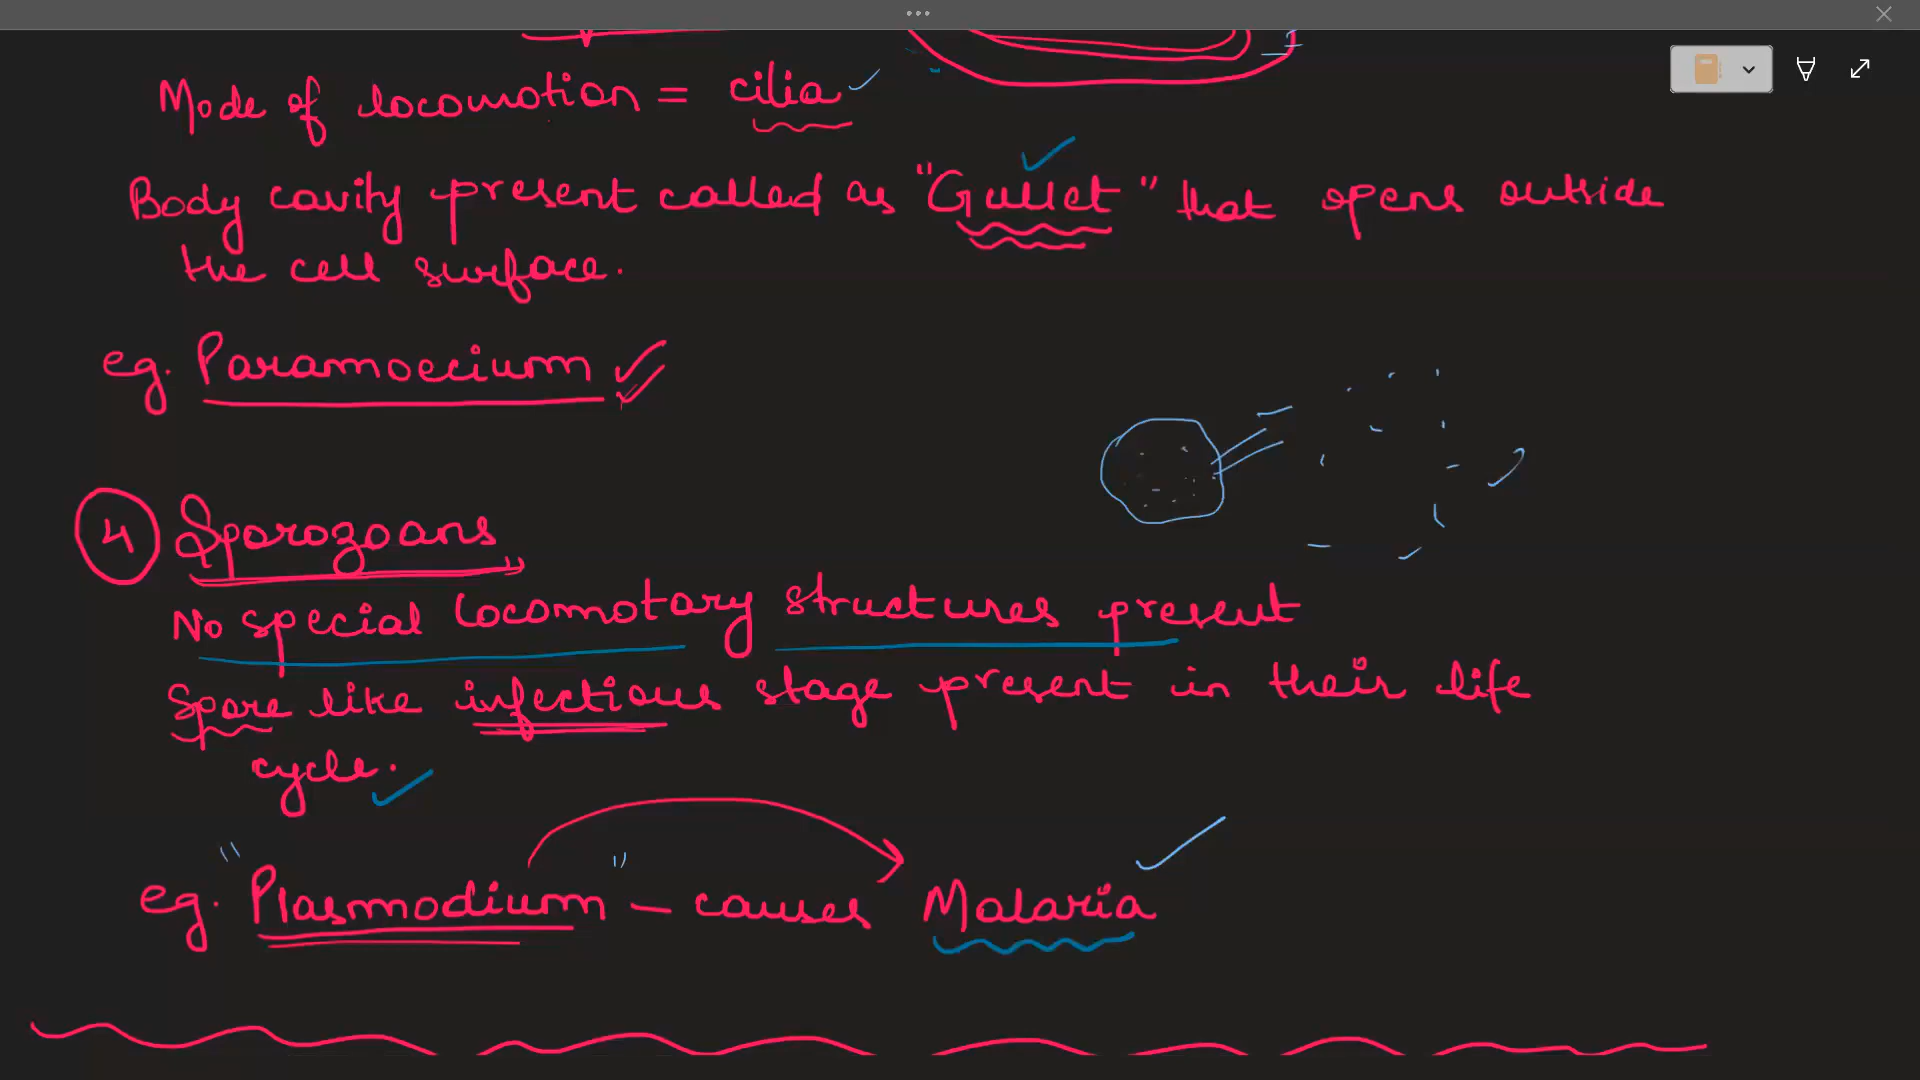 Mode of locomotion = cilia
Body cavity present called as "Gullet" that opens outside
the cell surface.
eg. Paramoecium
4 Sporozoans
No special locomotary structures present
Spore like infectious stage present in their life
cycle.
eg. "Plasmodium" - causes Malaria